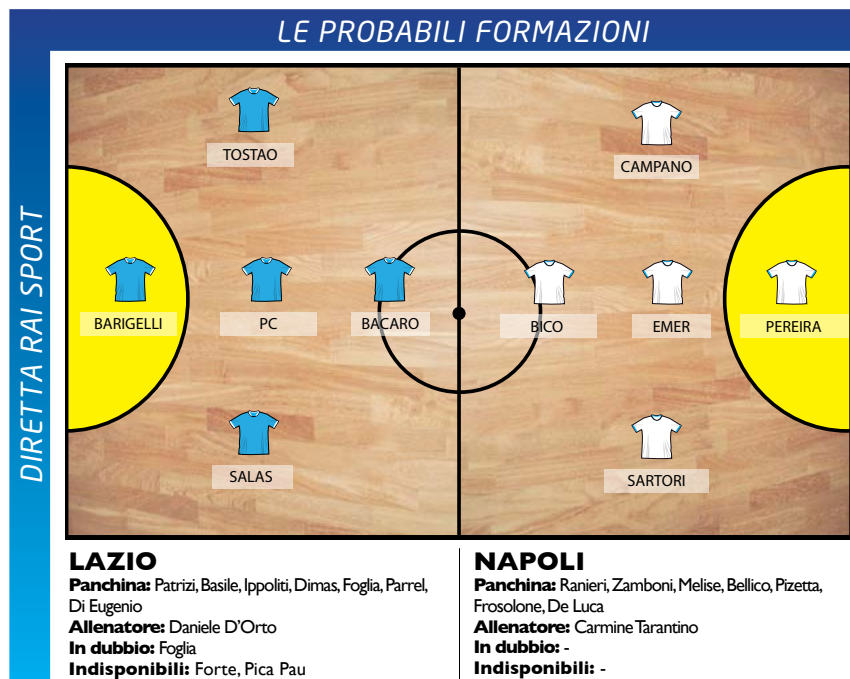 LE PROBABILI FORMAZIONI
DIRETTA RAI SPORT
TOSTAO
CAMPANO
BARIGELLI
PC
BACARO
BICO
EMER
PEREIRA
SALAS
SARTORI
LAZIO
Panchina: Patrizi, Basile, Ippoliti, Dimas, Foglia, Parrel,
Di Eugenio
Allenatore: Daniele D'Orto
In dubbio: Foglia
Indisponibili: Forte, Pica Pau
NAPOLI
Panchina: Ranieri, Zamboni, Melise, Bellico, Pizetta,
Frosolone, De Luca
Allenatore: Carmine Tarantino
In dubbio: -
Indisponibili: -